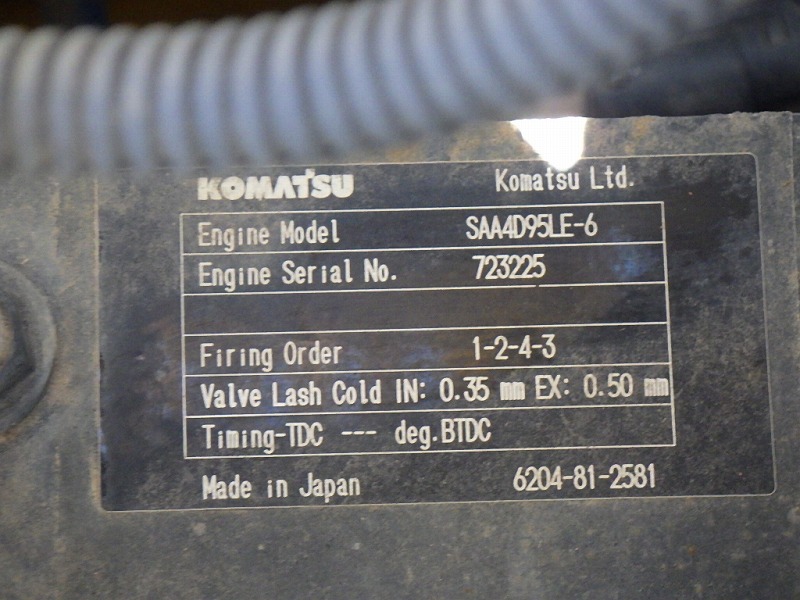 KOMATSU Komatsu Ltd.
Engine Model SAA4D95LE-6
Engine Serial No. 723225
Firing Order 1-2-4-3
Valve Lash Cold IN: 0.35 mm EX: 0.50 mm
Timing-TDC --- deg.BTDC
Made in Japan 6204-81-2581